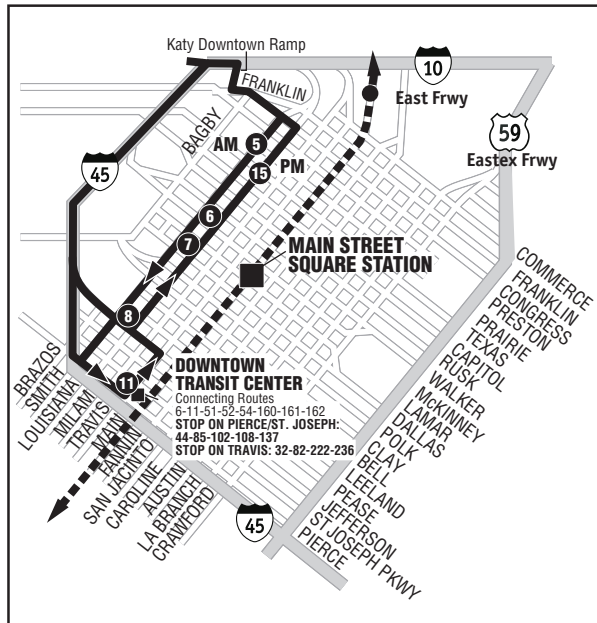 Katy Downtown Ramp
FRANKLIN
10
East Frwy
59
Eastex Frwy
BAGBY
AM 5
15 PM
45
6
7
MAIN STREET
SQUARE STATION
8
11
DOWNTOWN
TRANSIT CENTER
Connecting Routes
6-11-51-52-54-160-161-162
STOP ON PIERCE/ST. JOSEPH:
44-85-102-108-137
STOP ON TRAVIS: 32-82-222-236
BRAZOS
SMITH
LOUISIANA
MILAM
TRAVIS
MAIN
FANNIN
SAN JACINTO
CAROLINE
AUSTIN
LA BRANCH
CRAWFORD
45
COMMERCE
FRANKLIN
CONGRESS
PRESTON
PRAIRIE
TEXAS
CAPITOL
RUSK
WALKER
McKINNEY
LAMAR
DALLAS
POLK
CLAY
BELL
LEELAND
PEASE
JEFFERSON
ST JOSEPH PKWY
PIERCE